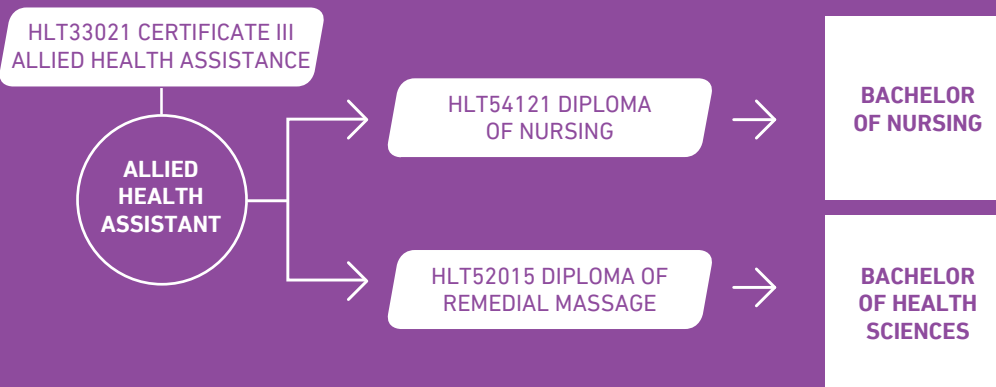 HLT33021 CERTIFICATE III
ALLIED HEALTH ASSISTANCE
ALLIED
HEALTH
ASSISTANT
HLT54121 DIPLOMA
OF NURSING
BACHELOR
OF NURSING
HLT52015 DIPLOMA OF
REMEDIAL MASSAGE
BACHELOR
OF HEALTH
SCIENCES